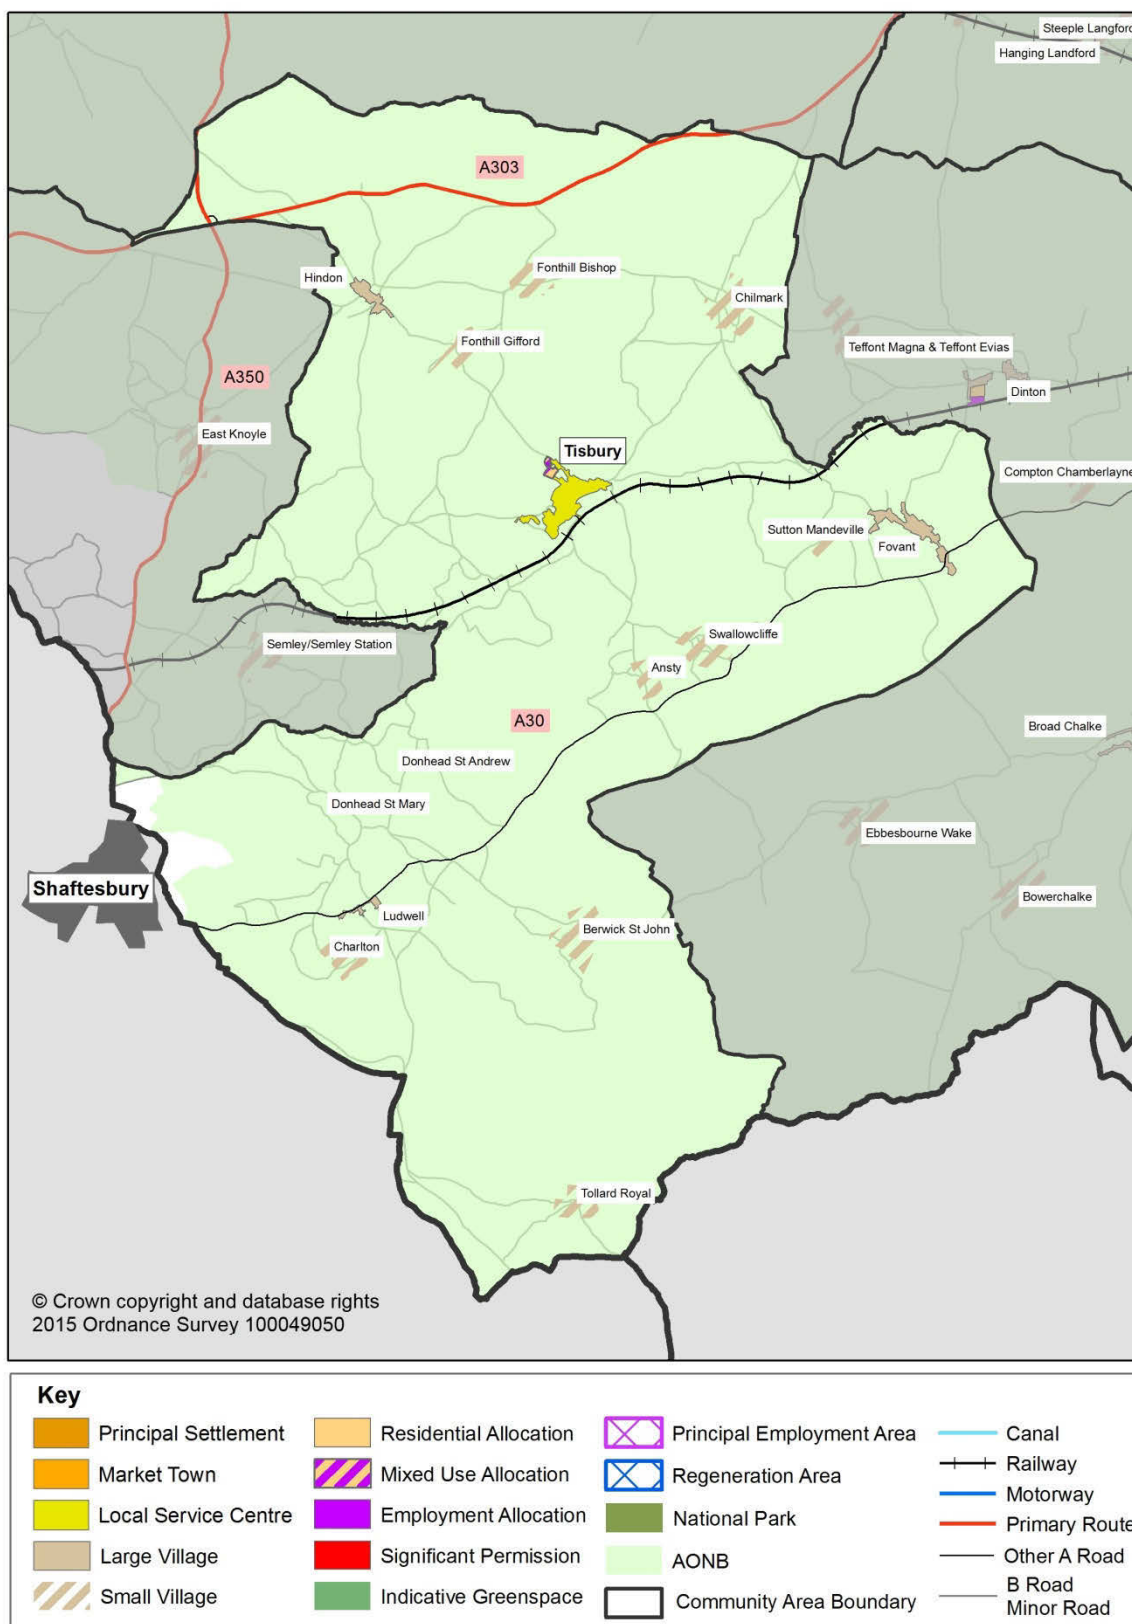 Steeple Langford
Hanging Landford
A303
Hindon
Fonthill Bishop
Chilmark
Fonthill Gifford
Teffont Magna & Teffont Evias
A350
Dinton
East Knoyle
Tisbury
Compton Chamberlayne
Sutton Mandeville
Fovant
Swallowcliffe
Semley/Semley Station
Ansty
A30
Broad Chalke
Donhead St Andrew
Donhead St Mary
Ebbesbourne Wake
Shaftesbury
Bowerchalke
Ludwell
Berwick St John
Charlton
Tollard Royal
© Crown copyright and database rights
2015 Ordnance Survey 100049050
Key
Principal Settlement
Market Town
Local Service Centre
Large Village
Small Village
Residential Allocation
Mixed Use Allocation
Employment Allocation
Significant Permission
Indicative Greenspace
Principal Employment Area
Regeneration Area
National Park
AONB
Community Area Boundary
Canal
Railway
Motorway
Primary Route
Other A Road
B Road
Minor Road